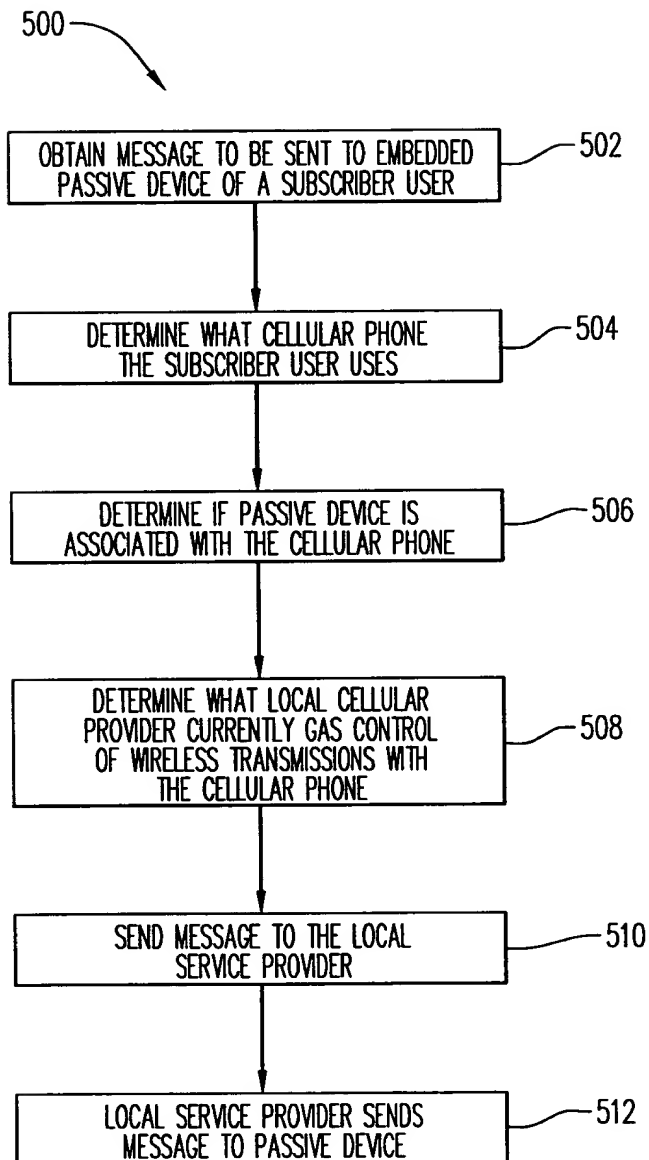 500
OBTAIN MESSAGE TO BE SENT TO EMBEDDED
PASSIVE DEVICE OF A SUBSCRIBER USER
502
DETERMINE WHAT CELLULAR PHONE
THE SUBSCRIBER USER USES
504
DETERMINE IF PASSIVE DEVICE IS
ASSOCIATED WITH THE CELLULAR PHONE
506
DETERMINE WHAT LOCAL CELLULAR
PROVIDER CURRENTLY GAS CONTROL
OF WIRELESS TRANSMISSIONS WITH
THE CELLULAR PHONE
508
SEND MESSAGE TO THE LOCAL
SERVICE PROVIDER
510
LOCAL SERVICE PROVIDER SENDS
MESSAGE TO PASSIVE DEVICE
512